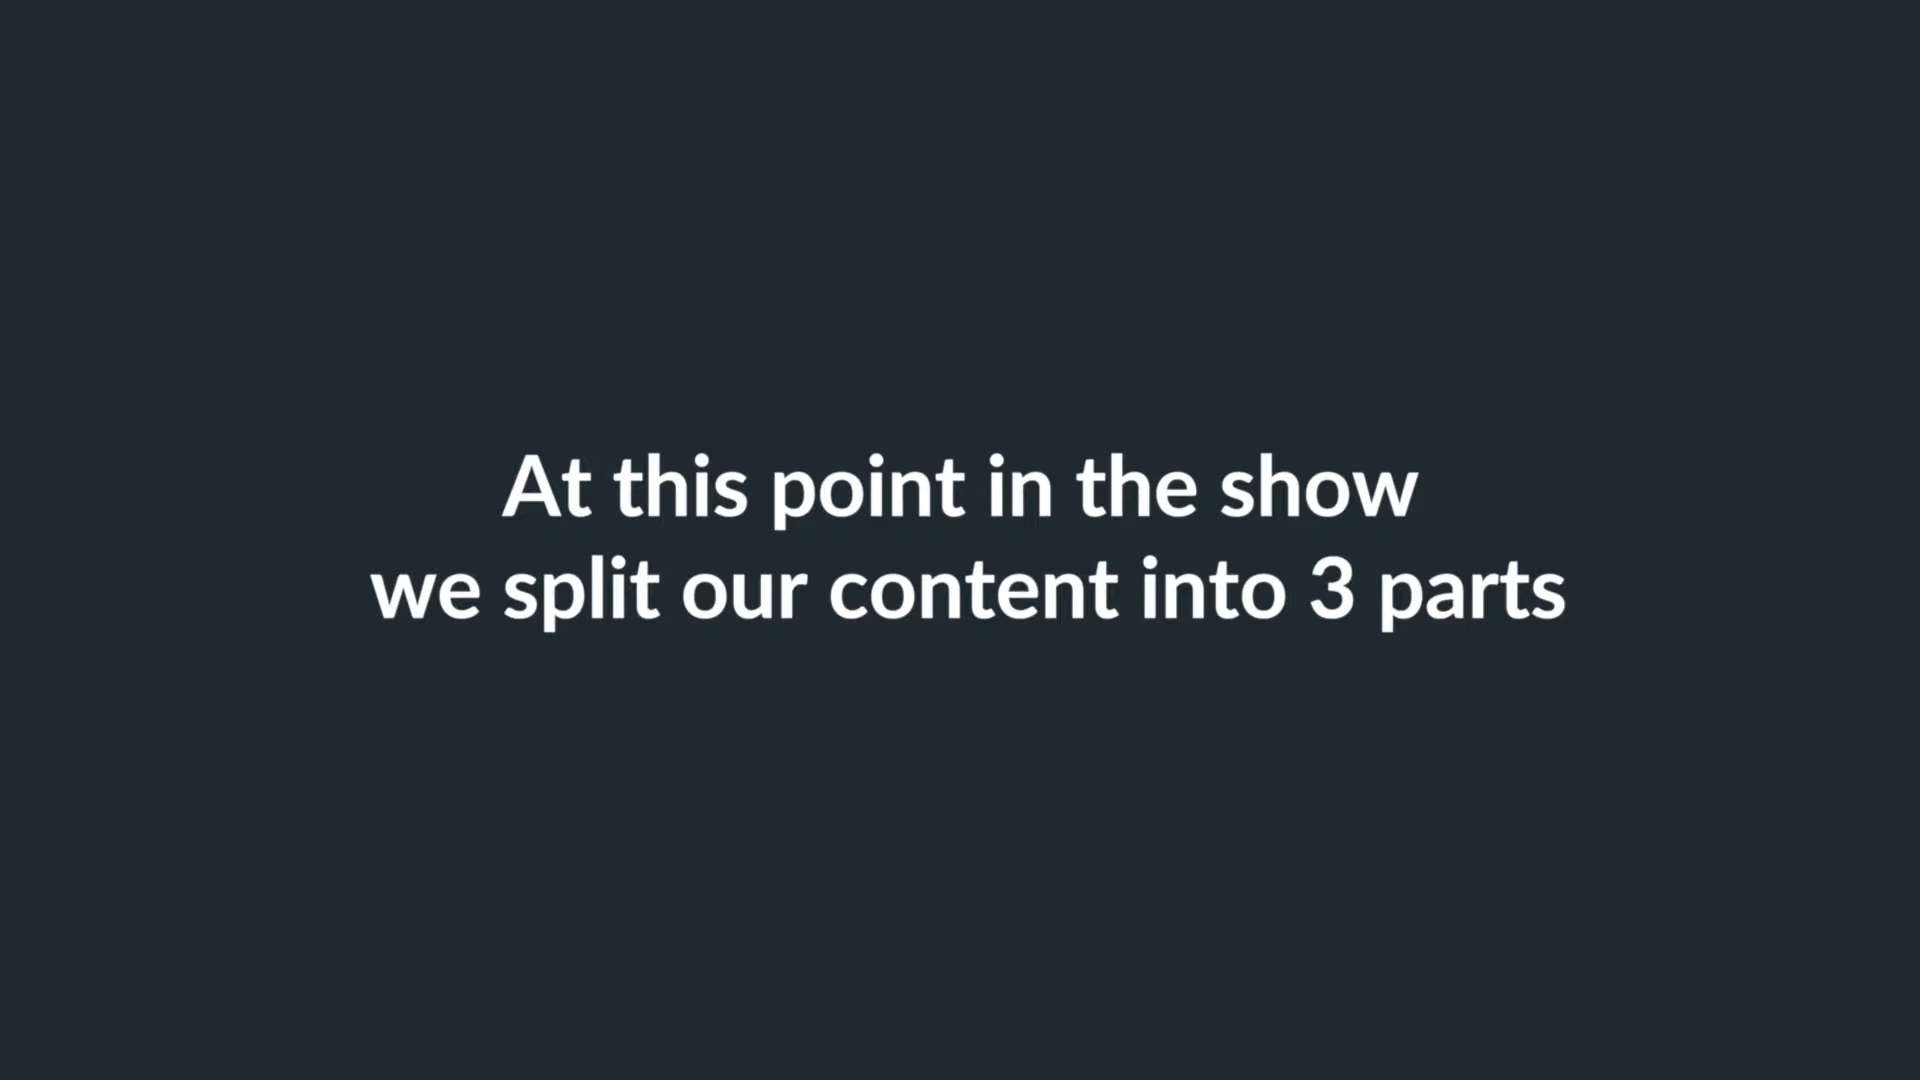 At this point in the show
we split our content into 3 parts